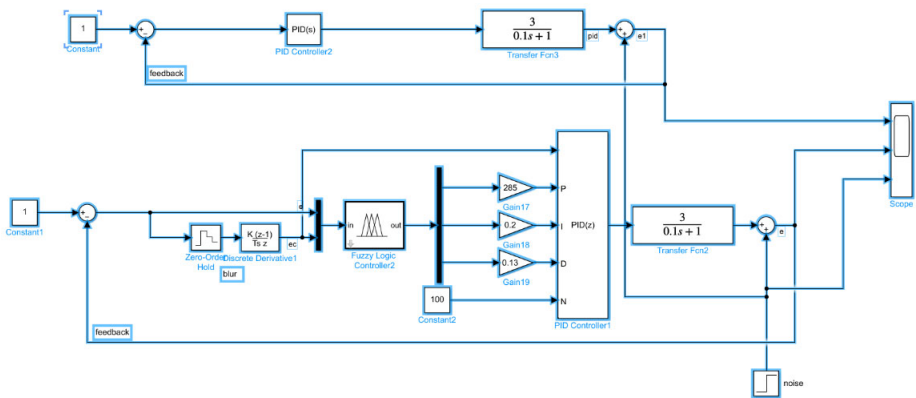 1
Constant
+
-
PID(s)
PID Controller2
3
0.1s + 1
Transfer Fcn3
pid
+
+
e1
feedback
1
Constant1
+
-
Zero-Order
Hold
K (z-1)
Ts z
Discrete Derivative1
ec
blur
e
in
out
Fuzzy Logic
Controller2
285
Gain17
0.2
Gain18
0.13
Gain19
100
Constant2
P
I
D
N
PID(z)
PID Controller1
3
0.1s + 1
Transfer Fcn2
+
+
e
Scope
feedback
noise